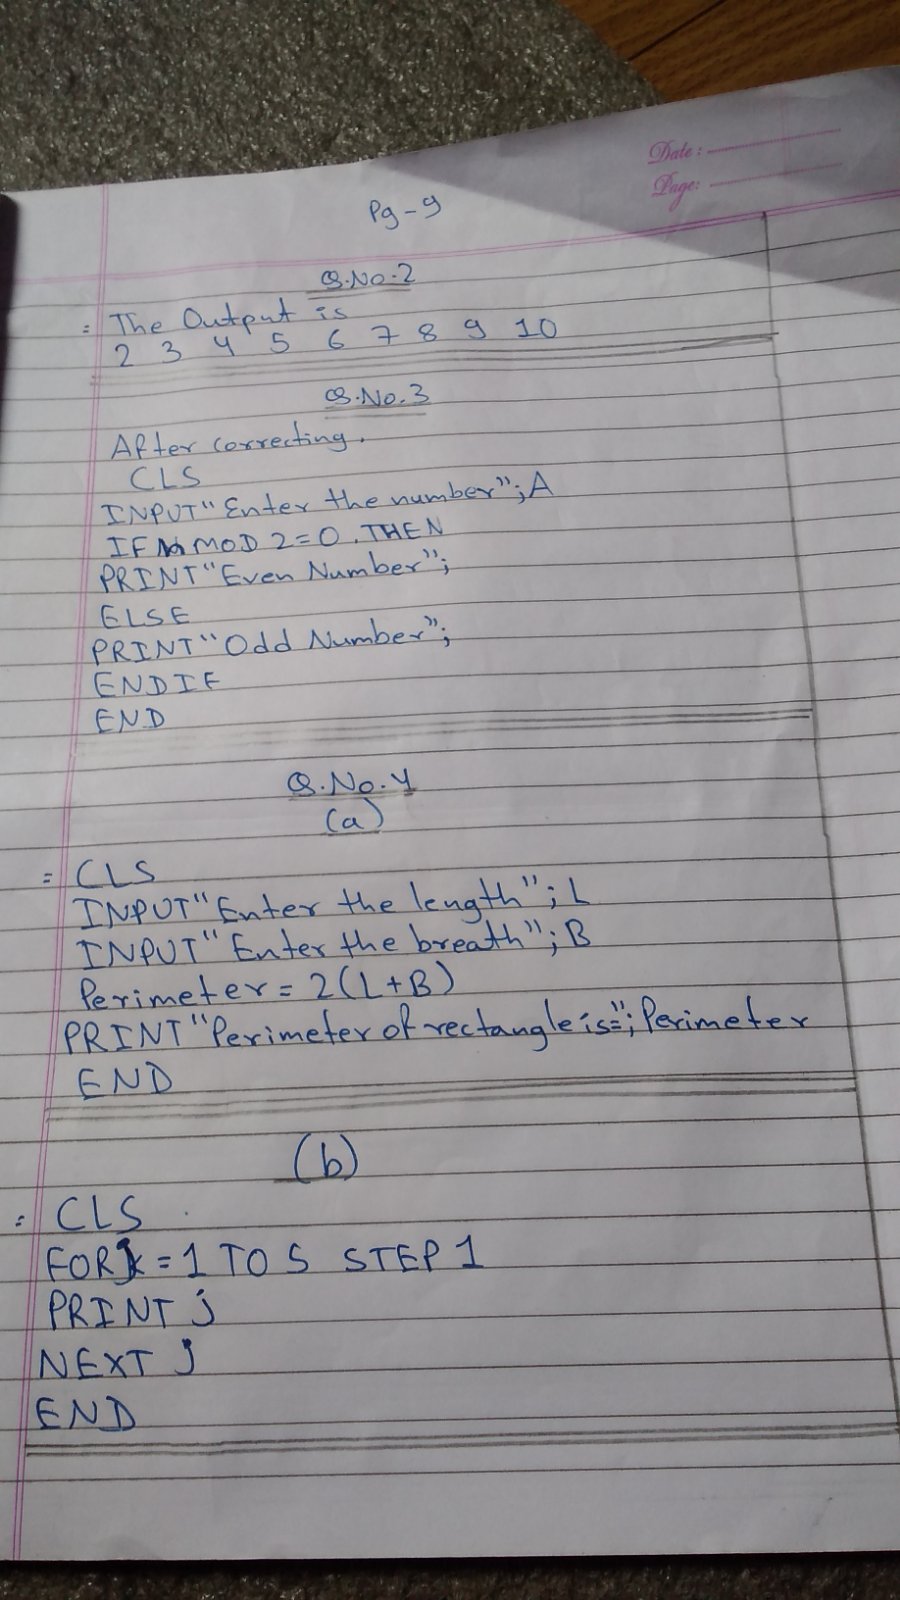 Date:
Page:
Pg-9
Q.No.2
= The Output is
2 3 4 5 6 7 8 9 10
Q.No.3
After correcting.
CLS
INPUT "Enter the number"; A
IF MOD 2=0. THEN
PRINT "Even Number";
ELSE
PRINT "Odd Number";
ENDIF
END
Q.No.4
(a)
= CLS
INPUT "Enter the length"; L
INPUT "Enter the breath"; B
Perimeter = 2(L+B)
PRINT "Perimeter of rectangle is="; Perimeter
END
(b)
= CLS
FOR = 1 TO 5 STEP 1
PRINT j
NEXT j
END